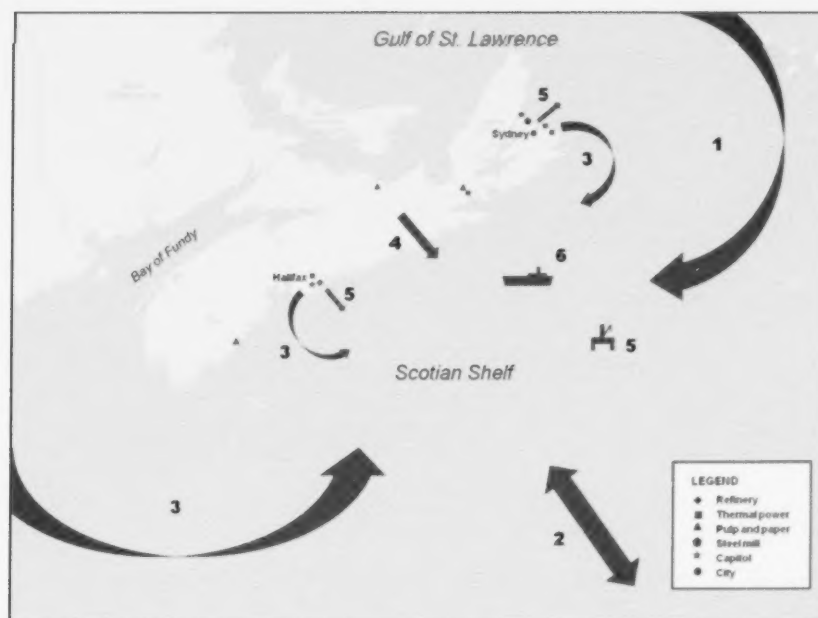 Gulf of St. Lawrence
5
Sydney
3
1
4
Bay of Fundy
6
Halifax
5
3
5
Scotian Shelf
3
2
LEGEND
Refinery
Thermal power
Pulp and paper
Steel mill
Capitol
City